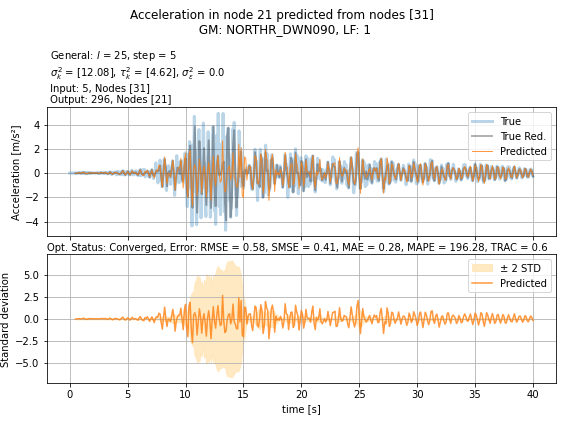 Acceleration in node 21 predicted from nodes [31]
GM: NORTHR_DWN090, LF: 1
General: l = 25, step = 5
σ²ₖ = [12.08], τ²ₖ = [4.62], σ²ε = 0.0
Input: 5, Nodes [31]
Output: 296, Nodes [21]
Acceleration [m/s²]
4
2
0
−2
−4
True
True Red.
Predicted
Opt. Status: Converged, Error: RMSE = 0.58, SMSE = 0.41, MAE = 0.28, MAPE = 196.28, TRAC = 0.6
Standard deviation
5.0
2.5
0.0
−2.5
−5.0
± 2 STD
Predicted
0 5 10 15 20 25 30 35 40
time [s]